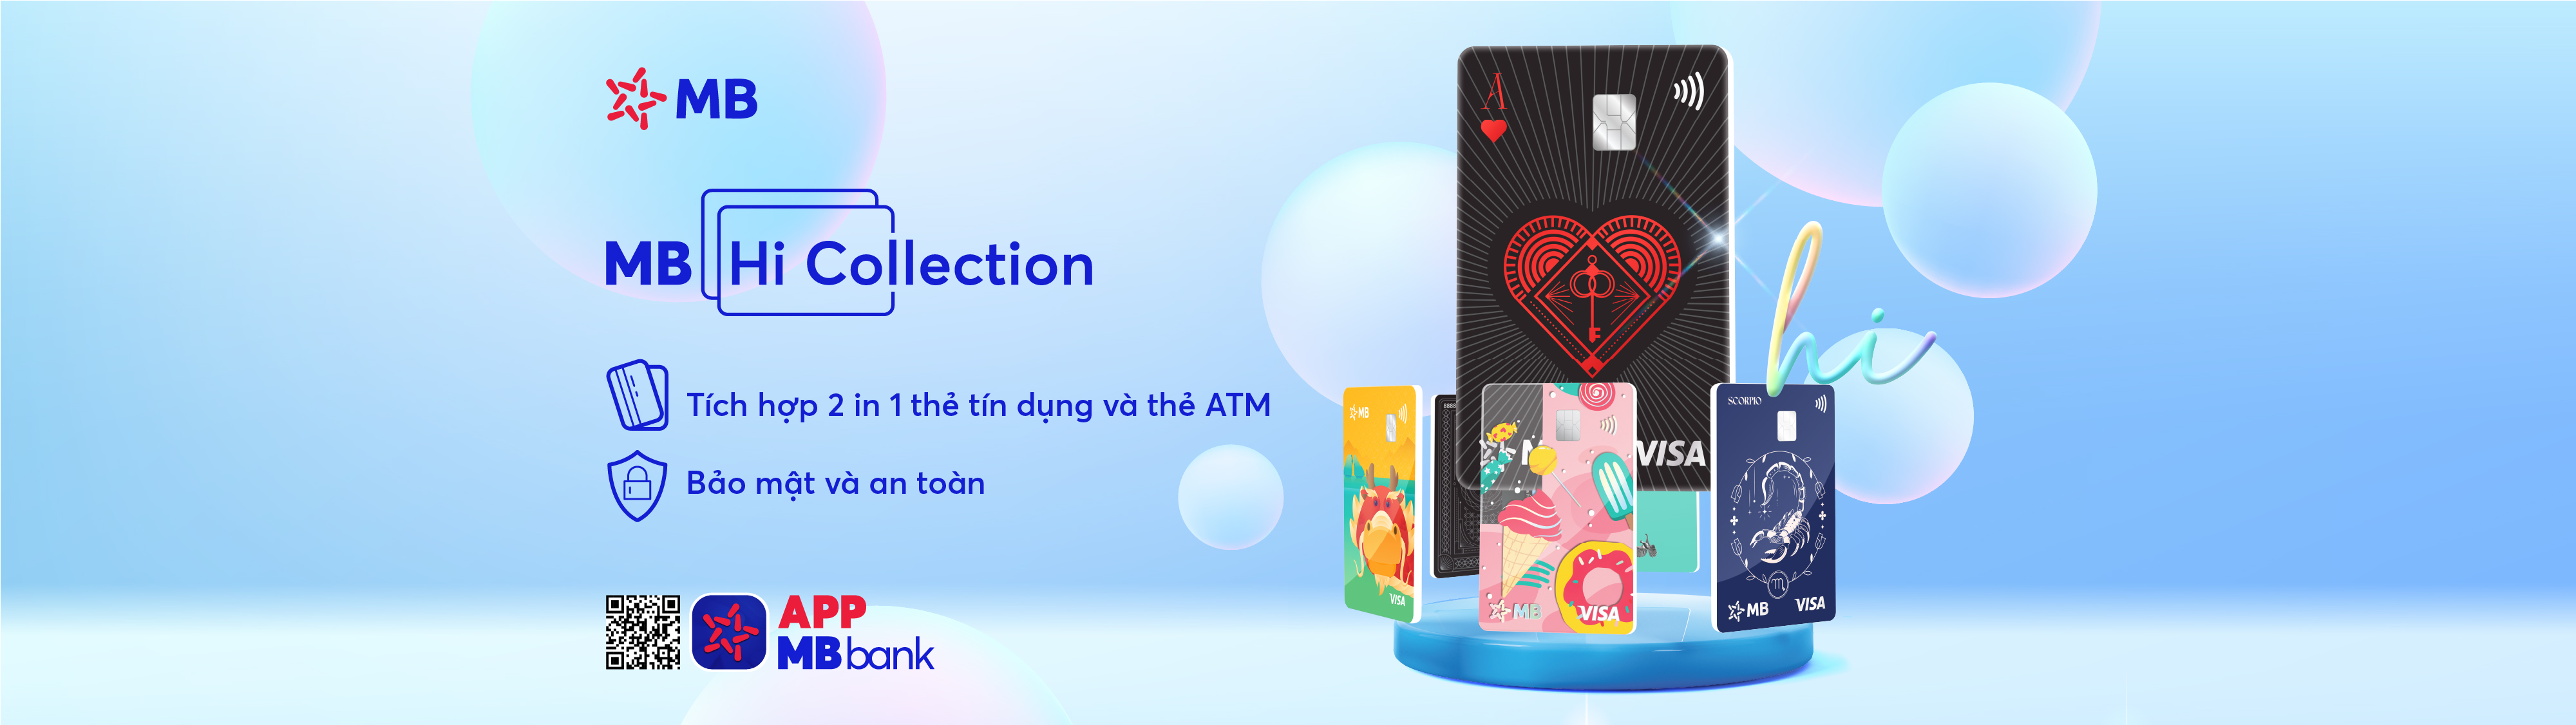 MB
MB Hi Collection
Tích hợp 2 in 1 thẻ tín dụng và thẻ ATM
Bảo mật và an toàn
APP
MBbank
A
VISA
hi
MB
VISA
MB
VISA
SCORPIO
MB
VISA